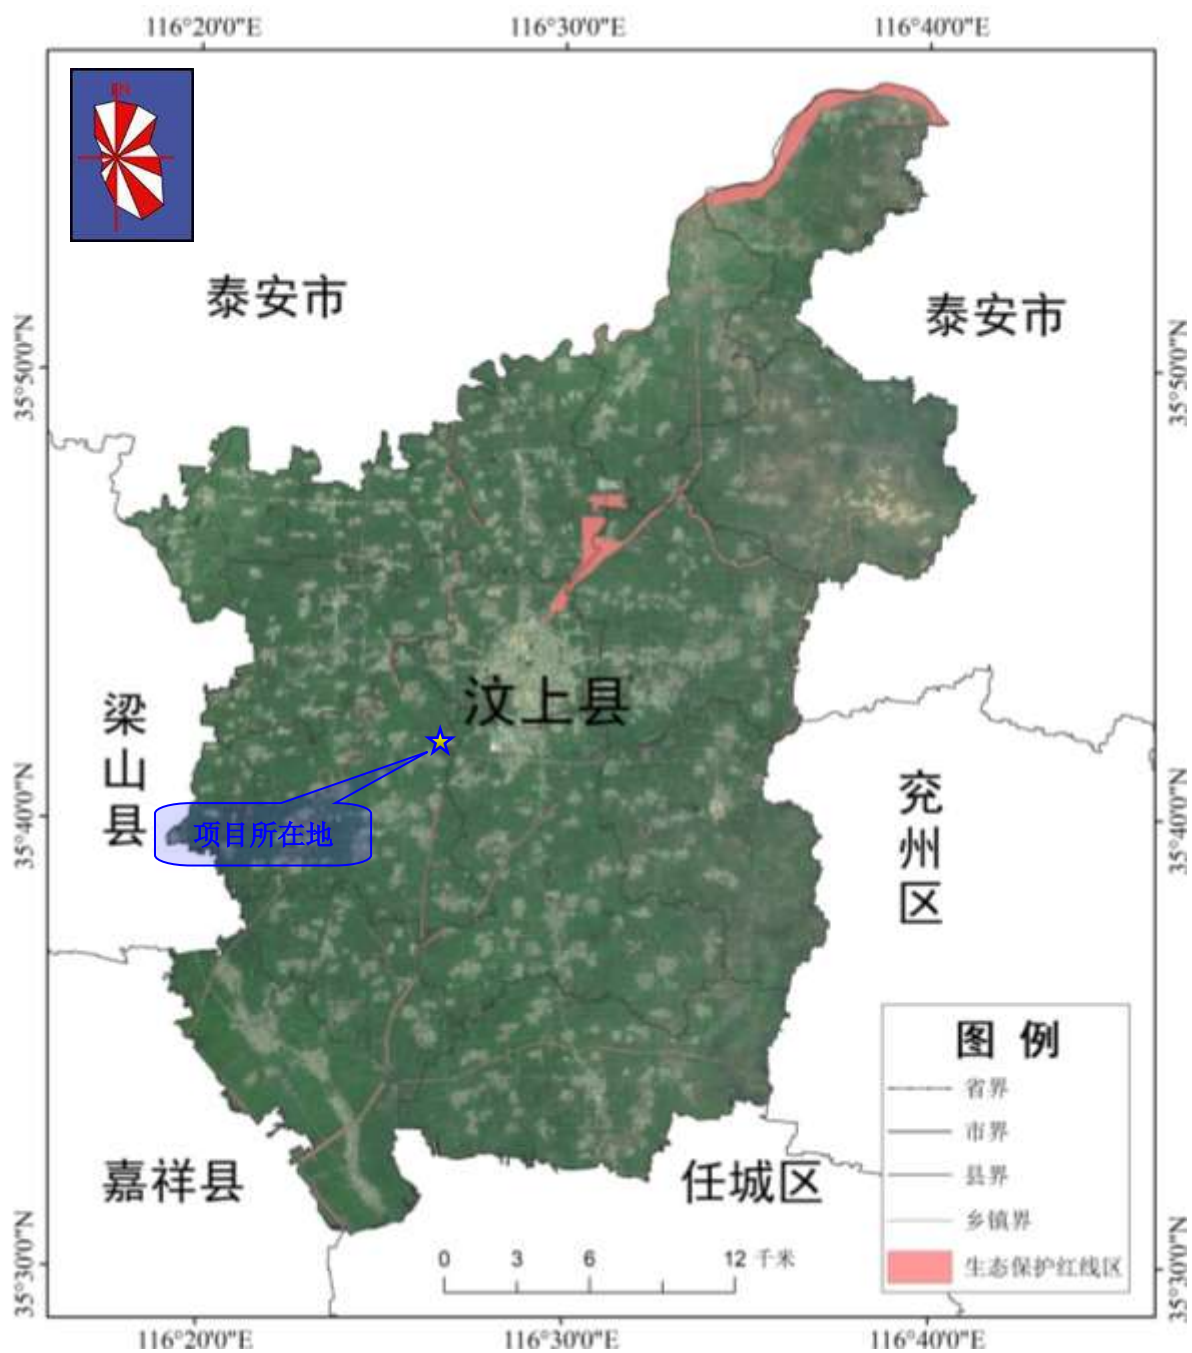 116°20'0"E
116°30'0"E
116°40'0"E
泰安市
泰安市
35°50'0"N
35°50'0"N
汶上县
梁山县
项目所在地
兖州区
35°40'0"N
35°40'0"N
图 例
省界
市界
县界
乡镇界
生态保护红线区
嘉祥县
任城区
0 3 6 12 千米
35°30'0"N
35°30'0"N
116°20'0"E
116°30'0"E
116°40'0"E